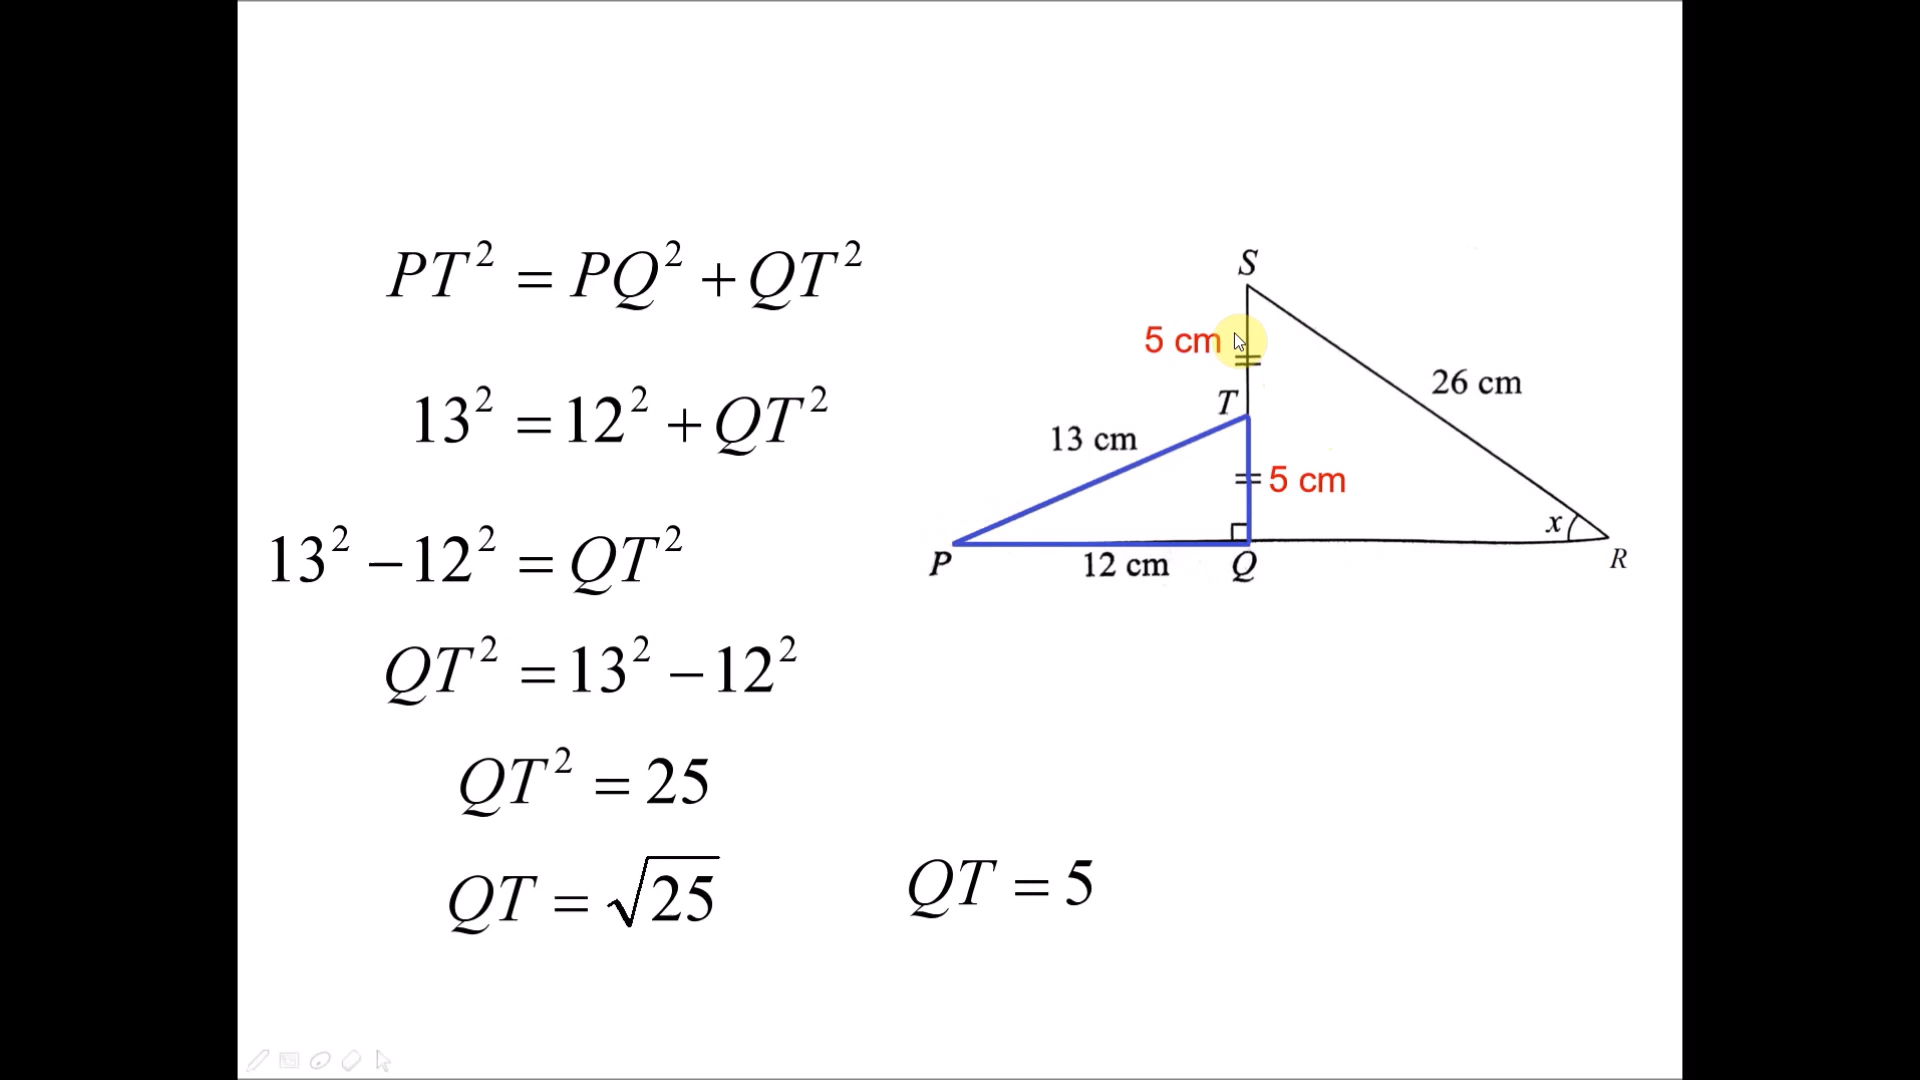 PT² = PQ² + QT²
13² = 12² + QT²
13² − 12² = QT²
QT² = 13² − 12²
QT² = 25
QT = √25
QT = 5
S
5 cm
26 cm
T
13 cm
5 cm
x
P
12 cm
Q
R